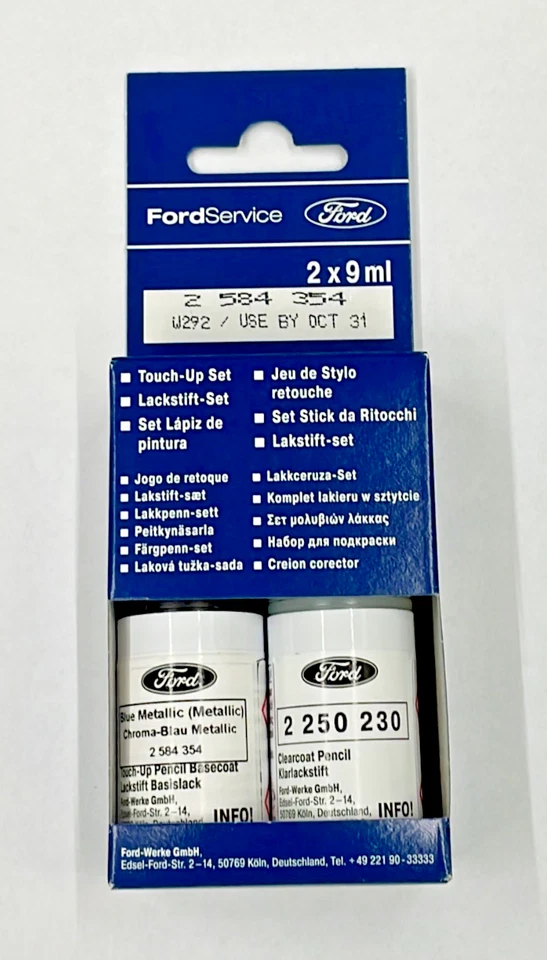 FordService Ford
2 x 9 ml
2 584 354
W292 / USE BY OCT 31
■ Touch-Up Set
■ Lackstift-Set
■ Set Lápiz de
pintura
■ Jeu de Stylo
retouche
■ Set Stick da Ritocchi
■ Lakstift-set
■ Jogo de retoque
■ Lakstift-sæt
■ Lakkpenn-sett
■ Peitkynäsarla
■ Färgpenn-set
■ Laková tužka-sada
■ Lakkceruza-Set
■ Komplet lakieru w sztyfcie
■ Σετ μολυβιών λάκκας
■ Набор для подкраски
■ Creion corector
Ford
Blue Metallic (Metallic)
Chroma-Blau Metallic
2 584 354
Touch-Up Pencil Basecoat
Lackstift Basislack
Ford-Werke GmbH,
Edsel-Ford-Str. 2-14,
50769 Köln, Deutschland
INFO!
Ford
2 250 230
Clearcoat Pencil
Klarlackstift
Ford-Werke GmbH,
Edsel-Ford-Str. 2-14,
50769 Köln, Deutschland
INFO!
Ford-Werke GmbH,
Edsel-Ford-Str. 2-14, 50769 Köln, Deutschland, Tel. +49 221 90-33333